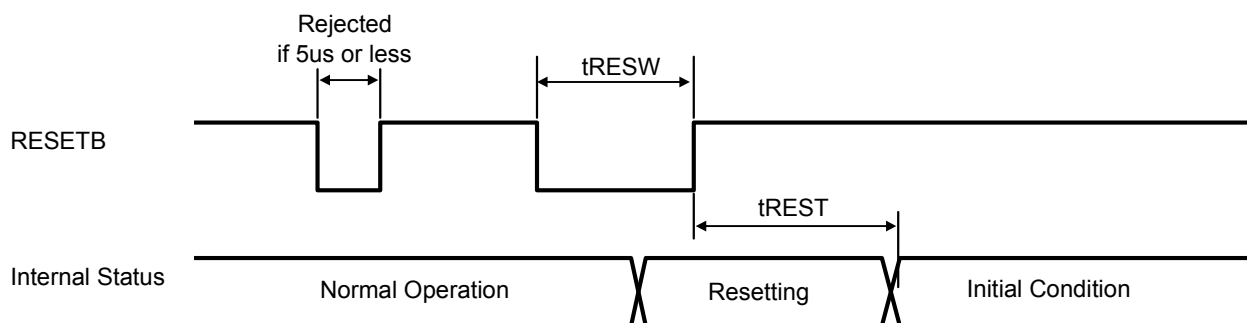 Rejected
if 5us or less
tRESW
RESETB
tREST
Internal Status
Normal Operation
Resetting
Initial Condition